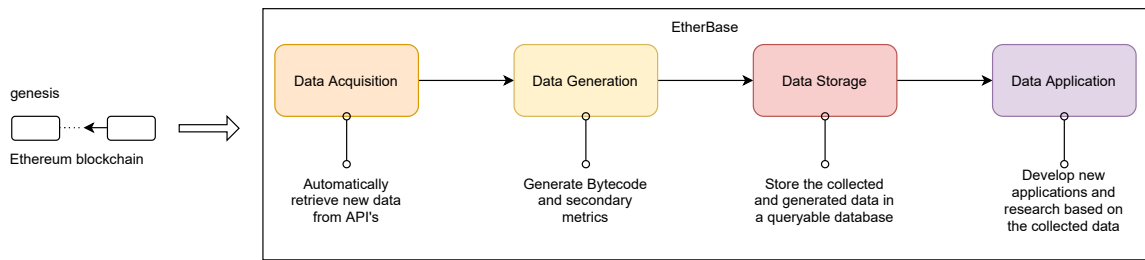 EtherBase
Data Acquisition
Data Generation
Data Storage
Data Application
genesis
Ethereum blockchain
Automatically
retrieve new data
from API's
Generate Bytecode
and secondary
metrics
Store the collected
and generated data in
a queryable database
Develop new
applications and
research based on
the collected data